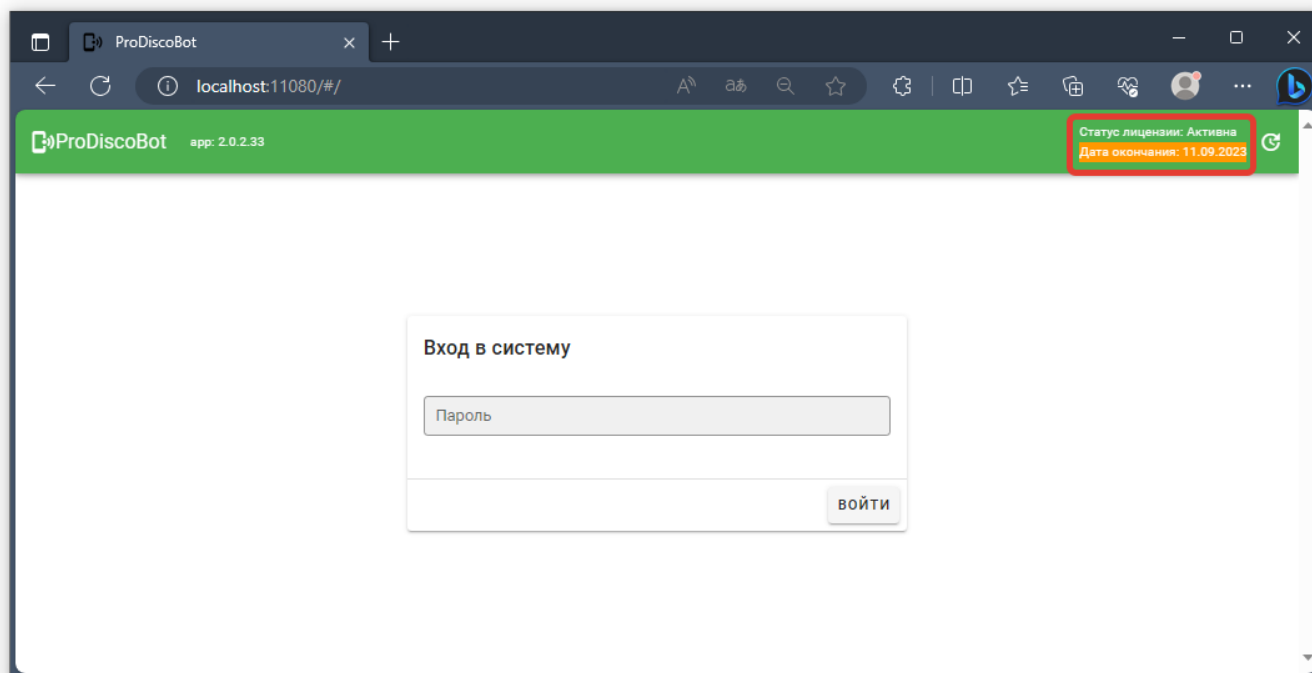 ProDiscoBot
localhost:11080/#/
ProDiscoBot app: 2.0.2.33
Статус лицензии: Активна
Дата окончания: 11.09.2023
Вход в систему
Пароль
ВОЙТИ